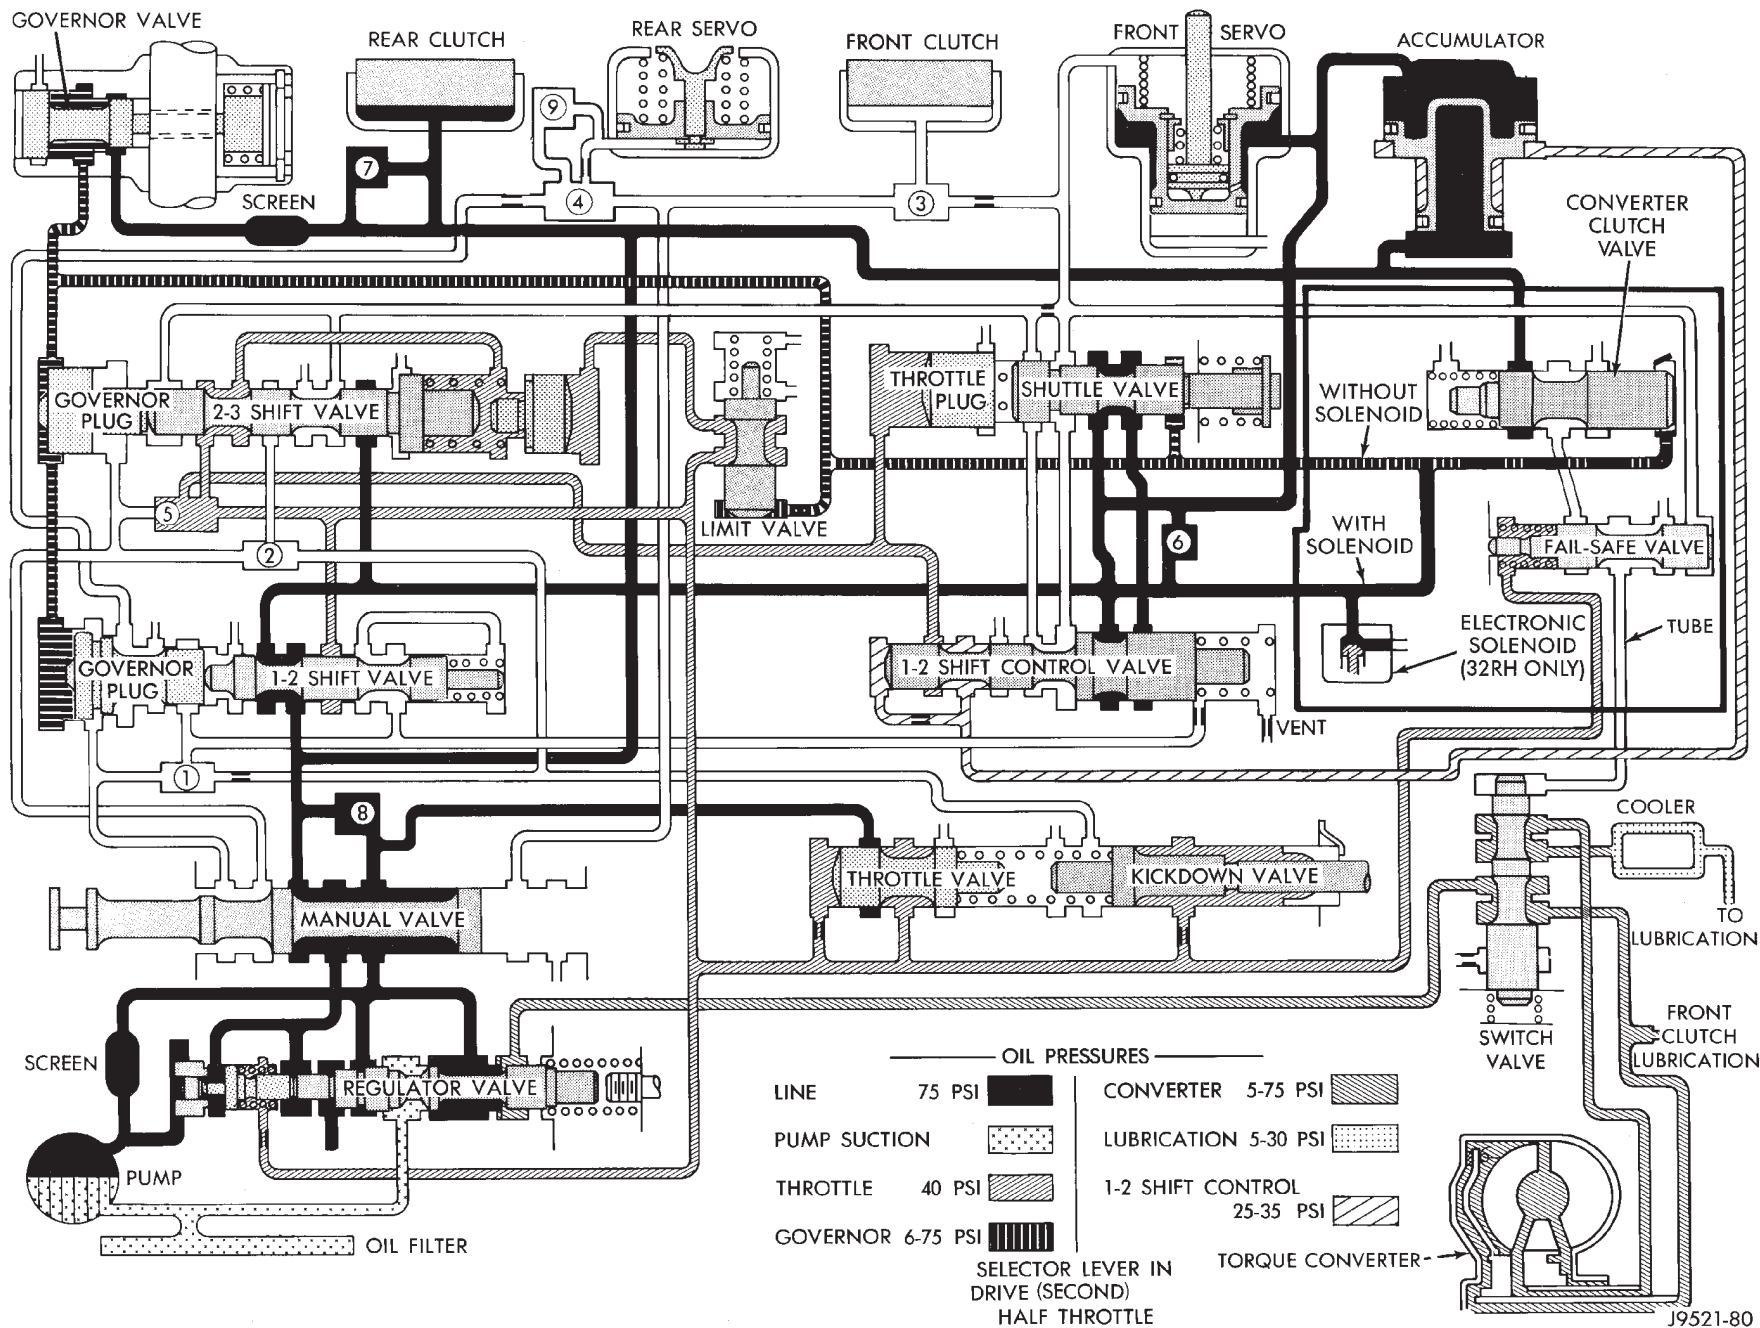 GOVERNOR VALVE
REAR CLUTCH
REAR SERVO
FRONT CLUTCH
FRONT SERVO
ACCUMULATOR
9
7
SCREEN
4
3
CONVERTER
CLUTCH
VALVE
GOVERNOR
PLUG
2-3 SHIFT VALVE
THROTTLE
PLUG
SHUTTLE VALVE
WITHOUT
SOLENOID
5
LIMIT VALVE
2
6
WITH
SOLENOID
FAIL-SAFE VALVE
GOVERNOR
PLUG
1-2 SHIFT VALVE
1-2 SHIFT CONTROL VALVE
ELECTRONIC
SOLENOID
(32RH ONLY)
TUBE
VENT
1
8
COOLER
THROTTLE VALVE
KICKDOWN VALVE
MANUAL VALVE
TO
LUBRICATION
SWITCH
VALVE
FRONT
CLUTCH
LUBRICATION
SCREEN
REGULATOR VALVE
PUMP
OIL FILTER
OIL PRESSURES
LINE 75 PSI
PUMP SUCTION
THROTTLE 40 PSI
GOVERNOR 6-75 PSI
CONVERTER 5-75 PSI
LUBRICATION 5-30 PSI
1-2 SHIFT CONTROL
25-35 PSI
SELECTOR LEVER IN
DRIVE (SECOND)
HALF THROTTLE
TORQUE CONVERTER
J9521-80